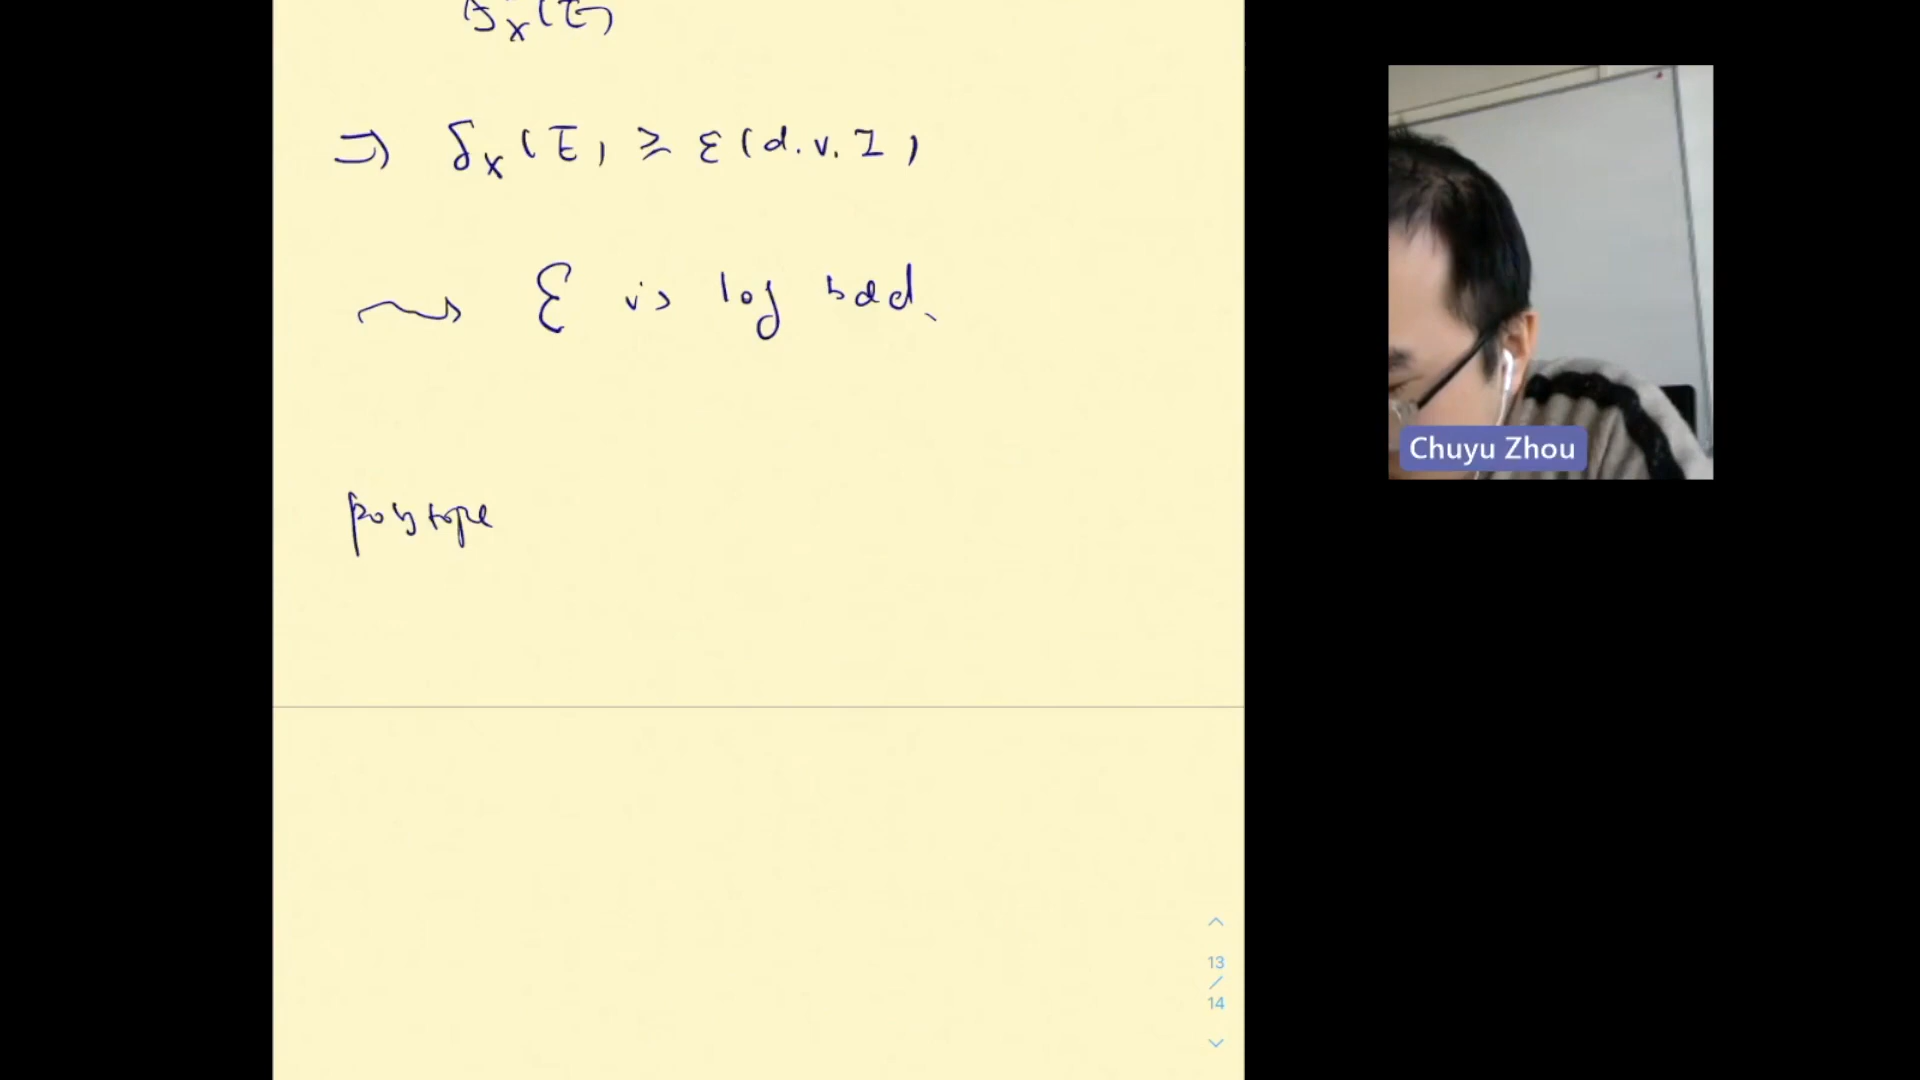 ⇒ δ_X(E) ≥ ε(d.v.I)
⇝ Ɛ is log bdd.
polytope
Chuyu Zhou
13
/
14